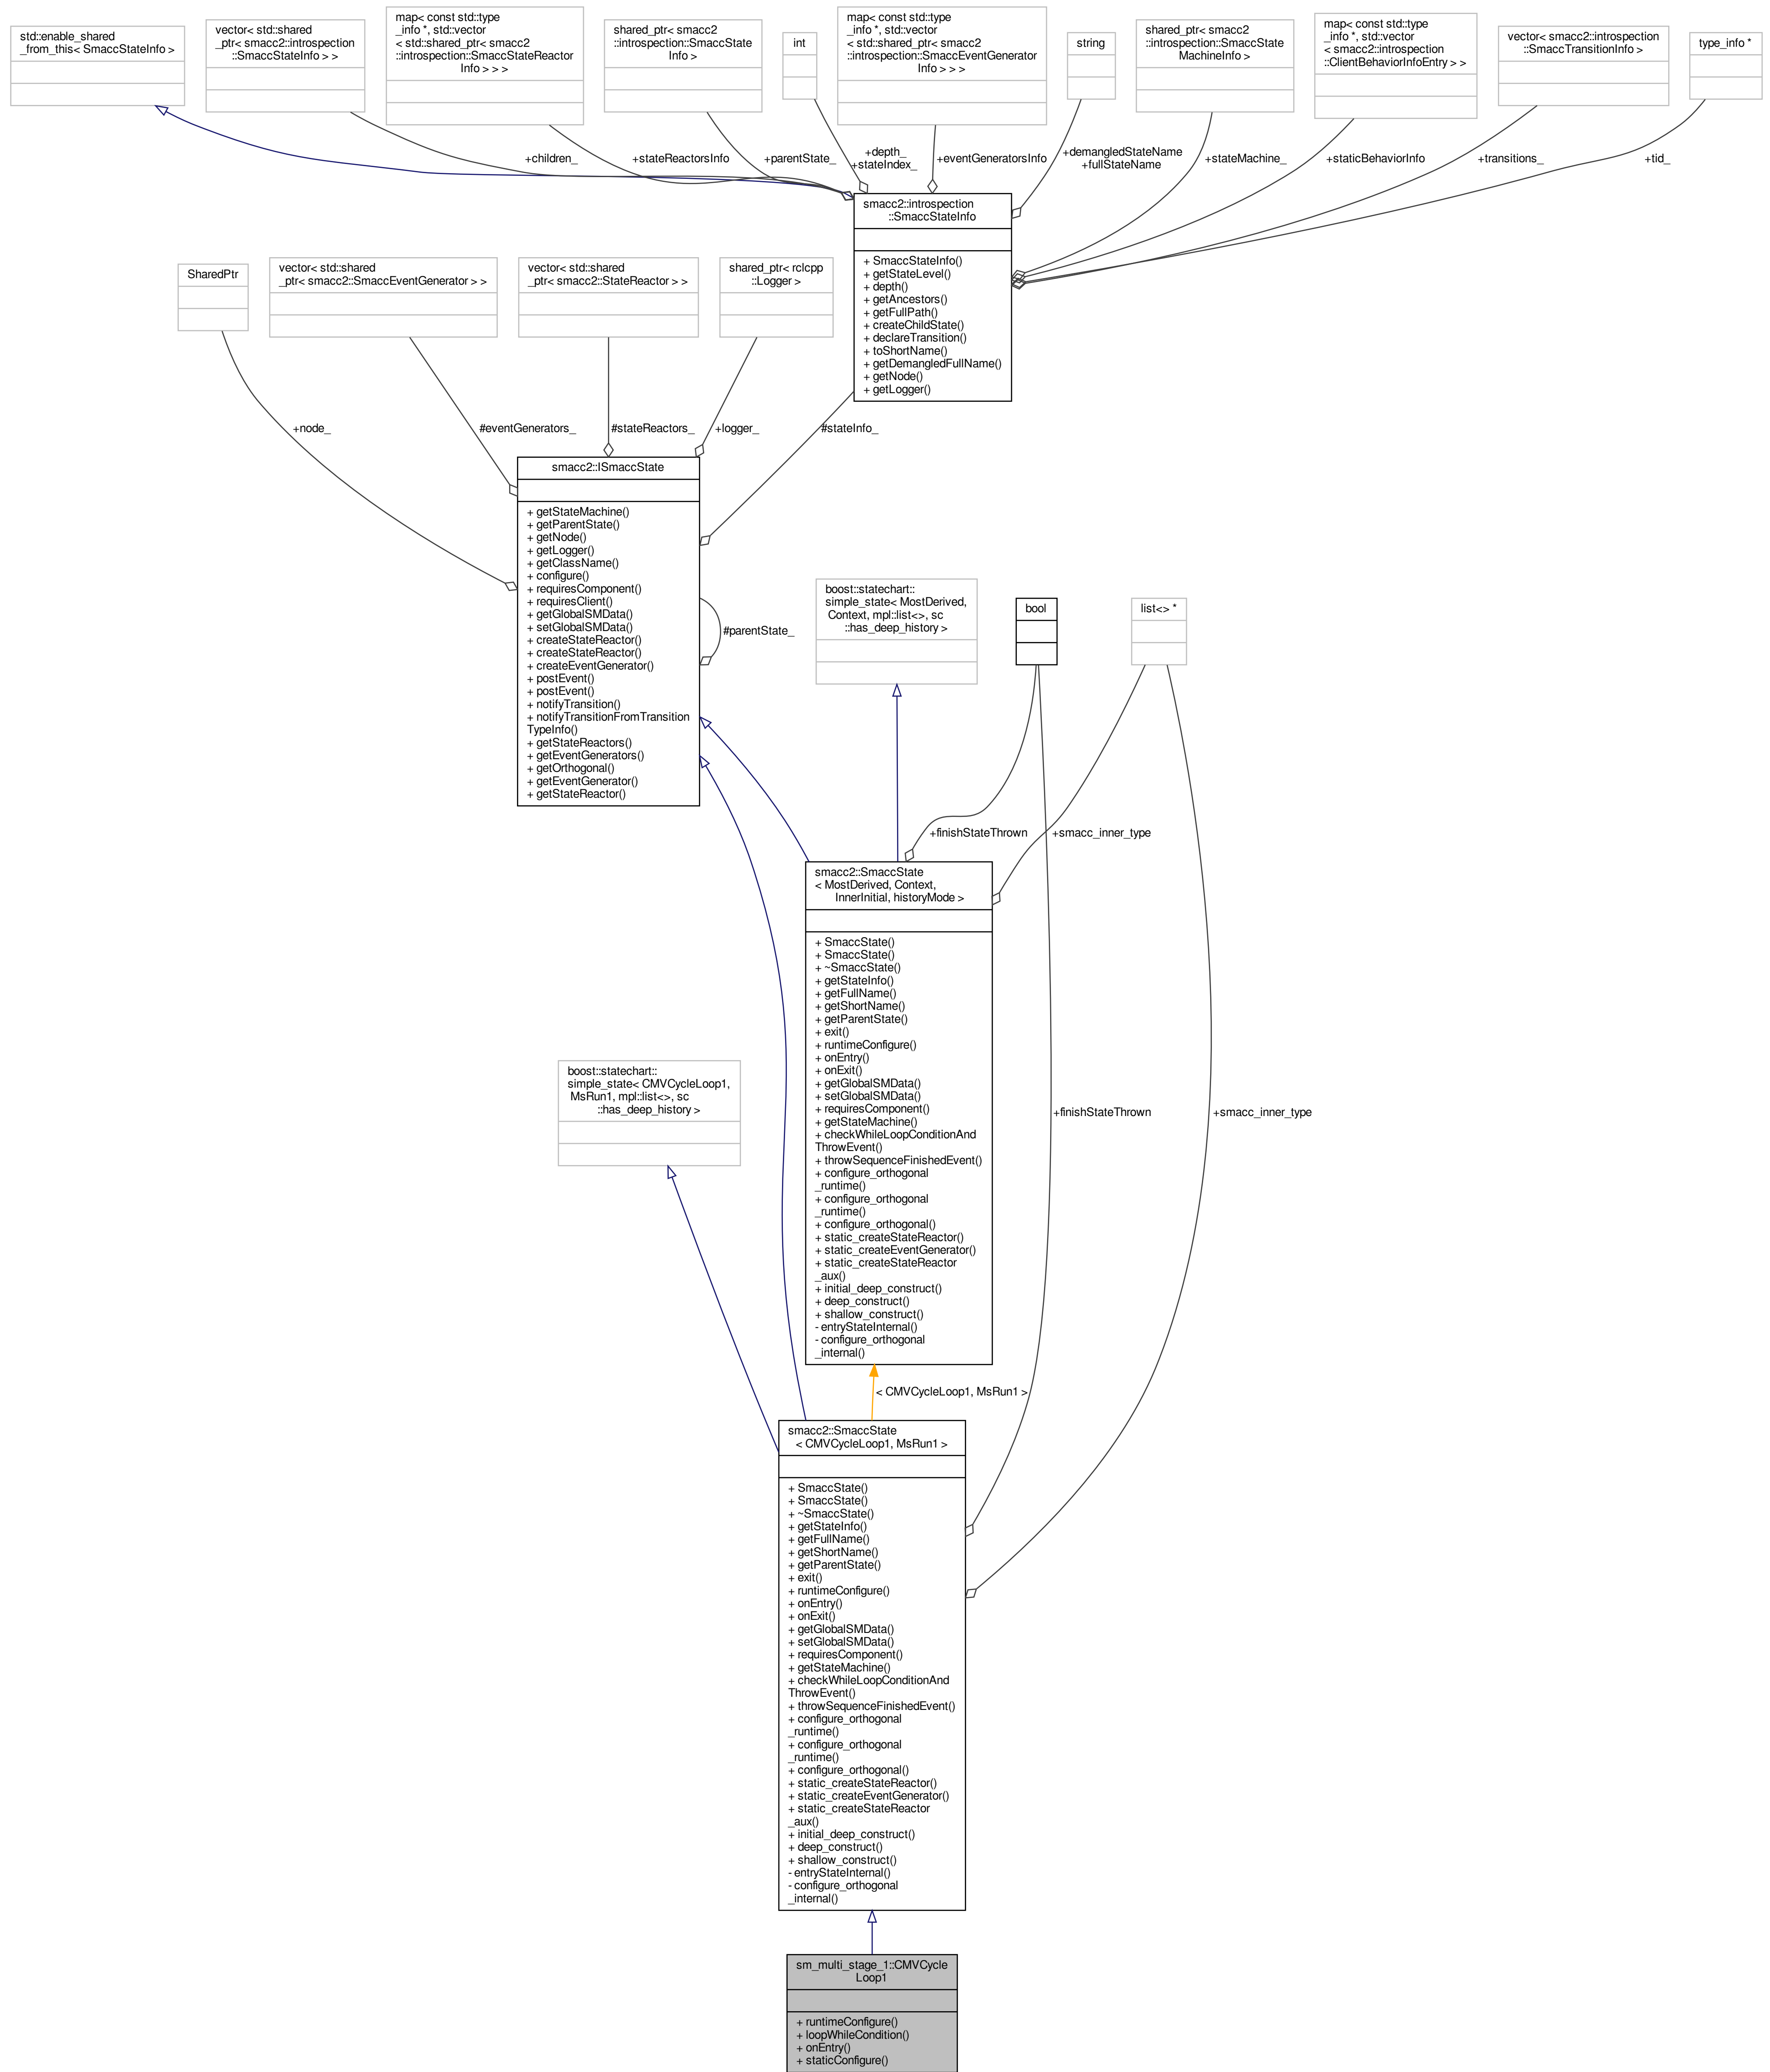 std::enable_shared
_from_this< SmaccStateInfo >
vector< std::shared
_ptr< smacc2::introspection
::SmaccStateInfo > >
map< const std::type
_info *, std::vector
< std::shared_ptr< smacc2
::introspection::SmaccStateReactor
Info > > >
shared_ptr< smacc2
::introspection::SmaccState
Info >
int
map< const std::type
_info *, std::vector
< std::shared_ptr< smacc2
::introspection::SmaccEventGenerator
Info > > >
string
shared_ptr< smacc2
::introspection::SmaccState
MachineInfo >
map< const std::type
_info *, std::vector
< smacc2::introspection
::ClientBehaviorInfoEntry > >
vector< smacc2::introspection
::SmaccTransitionInfo >
type_info *
+children_
+stateReactorsInfo
+parentState_
+depth_
+stateIndex_
+eventGeneratorsInfo
+demangledStateName
+fullStateName
+stateMachine_
+staticBehaviorInfo
+transitions_
+tid_
smacc2::introspection
::SmaccStateInfo
+ SmaccStateInfo()
+ getStateLevel()
+ depth()
+ getAncestors()
+ getFullPath()
+ createChildState()
+ declareTransition()
+ toShortName()
+ getDemangledFullName()
+ getNode()
+ getLogger()
SharedPtr
vector< std::shared
_ptr< smacc2::SmaccEventGenerator > >
vector< std::shared
_ptr< smacc2::StateReactor > >
shared_ptr< rclcpp
::Logger >
+node_
#eventGenerators_
#stateReactors_
+logger_
#stateInfo_
smacc2::ISmaccState
+ getStateMachine()
+ getParentState()
+ getNode()
+ getLogger()
+ getClassName()
+ configure()
+ requiresComponent()
+ requiresClient()
+ getGlobalSMData()
+ setGlobalSMData()
+ createStateReactor()
+ createStateReactor()
+ createEventGenerator()
+ postEvent()
+ postEvent()
+ notifyTransition()
+ notifyTransitionFromTransition
TypeInfo()
+ getStateReactors()
+ getEventGenerators()
+ getOrthogonal()
+ getEventGenerator()
+ getStateReactor()
#parentState_
boost::statechart::
simple_state< MostDerived,
Context, mpl::list<>, sc
::has_deep_history >
bool
list<> *
+finishStateThrown
+smacc_inner_type
smacc2::SmaccState
< MostDerived, Context,
InnerInitial, historyMode >
+ SmaccState()
+ SmaccState()
+ ~SmaccState()
+ getStateInfo()
+ getFullName()
+ getShortName()
+ getParentState()
+ exit()
+ runtimeConfigure()
+ onEntry()
+ onExit()
+ getGlobalSMData()
+ setGlobalSMData()
+ requiresComponent()
+ getStateMachine()
+ checkWhileLoopConditionAnd
ThrowEvent()
+ throwSequenceFinishedEvent()
+ configure_orthogonal
_runtime()
+ configure_orthogonal
_runtime()
+ configure_orthogonal()
+ static_createStateReactor()
+ static_createEventGenerator()
+ static_createStateReactor
_aux()
+ initial_deep_construct()
+ deep_construct()
+ shallow_construct()
- entryStateInternal()
- configure_orthogonal
_internal()
boost::statechart::
simple_state< CMVCycleLoop1,
MsRun1, mpl::list<>, sc
::has_deep_history >
+finishStateThrown
+smacc_inner_type
< CMVCycleLoop1, MsRun1 >
smacc2::SmaccState
< CMVCycleLoop1, MsRun1 >
+ SmaccState()
+ SmaccState()
+ ~SmaccState()
+ getStateInfo()
+ getFullName()
+ getShortName()
+ getParentState()
+ exit()
+ runtimeConfigure()
+ onEntry()
+ onExit()
+ getGlobalSMData()
+ setGlobalSMData()
+ requiresComponent()
+ getStateMachine()
+ checkWhileLoopConditionAnd
ThrowEvent()
+ throwSequenceFinishedEvent()
+ configure_orthogonal
_runtime()
+ configure_orthogonal
_runtime()
+ configure_orthogonal()
+ static_createStateReactor()
+ static_createEventGenerator()
+ static_createStateReactor
_aux()
+ initial_deep_construct()
+ deep_construct()
+ shallow_construct()
- entryStateInternal()
- configure_orthogonal
_internal()
sm_multi_stage_1::CMVCycle
Loop1
+ runtimeConfigure()
+ loopWhileCondition()
+ onEntry()
+ staticConfigure()